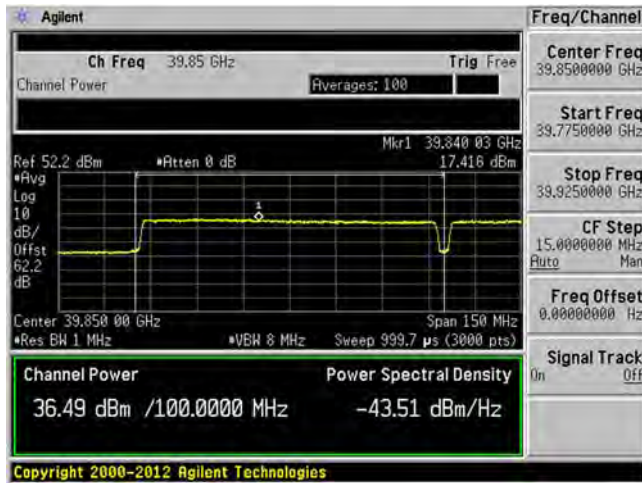 Agilent
Freq/Channel
Ch Freq 39.85 GHz Trig Free
Channel Power Averages: 100
Center Freq
39.8500000 GHz
Start Freq
39.7750000 GHz
Stop Freq
39.9250000 GHz
CF Step
15.0000000 MHz
Auto Man
Freq Offset
0.00000000 Hz
Signal Track
On Off
Mkr1 39.840 03 GHz
Ref 52.2 dBm •Atten 0 dB 17.416 dBm
•Avg
Log
10
dB/
Offst
62.2
dB
1
Center 39.850 00 GHz Span 150 MHz
•Res BW 1 MHz •VBW 8 MHz Sweep 999.7 µs (3000 pts)
Channel Power Power Spectral Density
36.49 dBm /100.0000 MHz -43.51 dBm/Hz
Copyright 2000-2012 Agilent Technologies